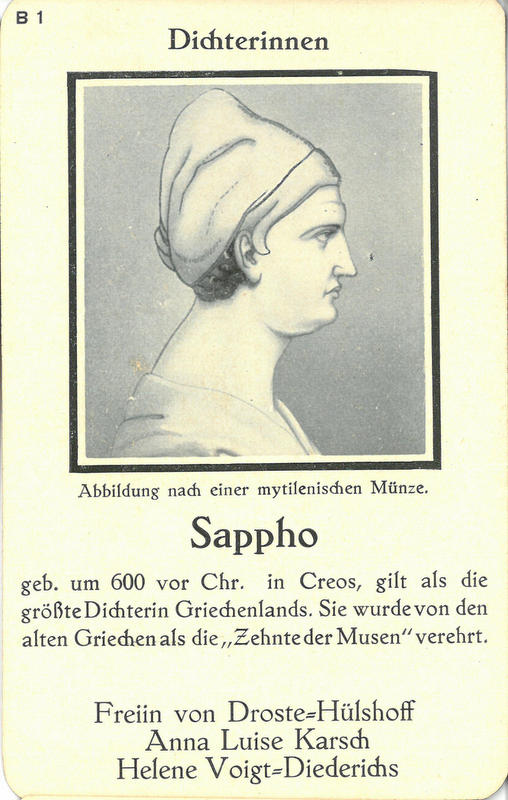 B 1
Dichterinnen
Abbildung nach einer mytilenischen Münze.
Sappho
geb. um 600 vor Chr. in Creos, gilt als die
größte Dichterin Griechenlands. Sie wurde von den
alten Griechen als die „Zehnte der Musen“ verehrt.
Freiin von Droste=Hülshoff
Anna Luise Karsch
Helene Voigt=Diederichs